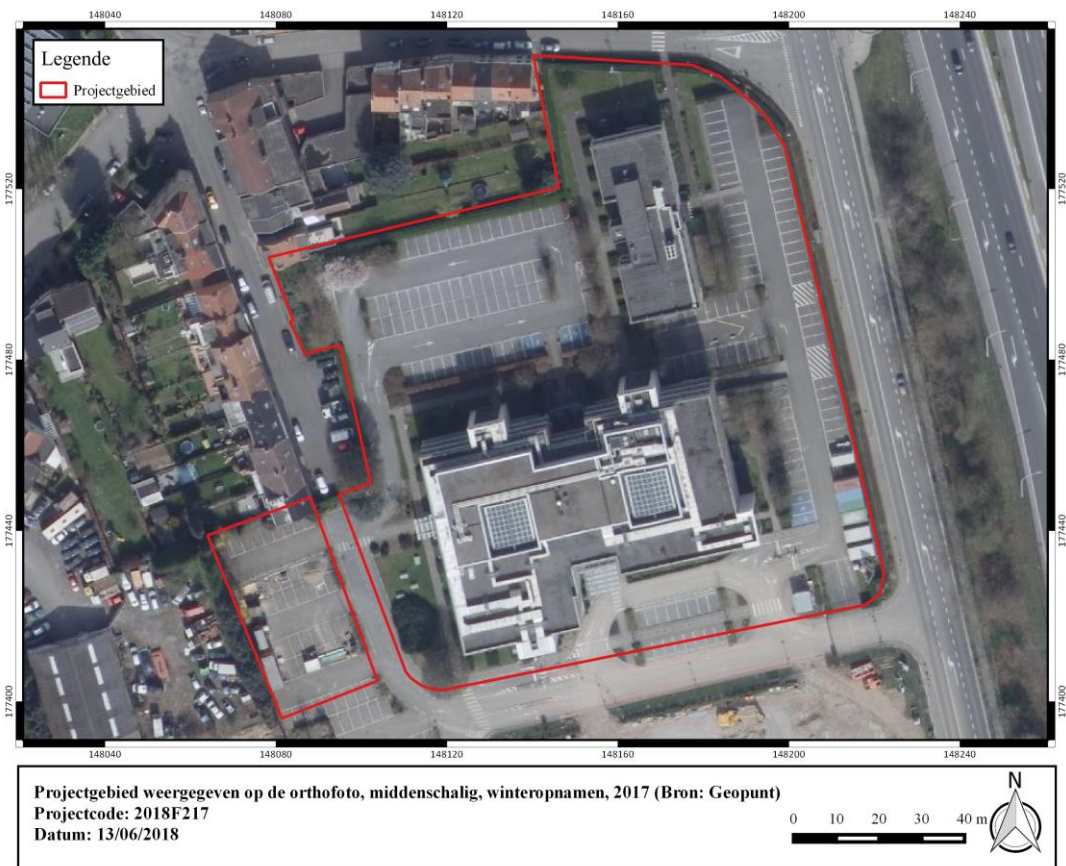 148040 148080 148120 148160 148200 148240
Legende
Projectgebied
177520 177520
177480 177480
177440 177440
177400 177400
148040 148080 148120 148160 148200 148240
Projectgebied weergegeven op de orthofoto, middenschalig, winteropnamen, 2017 (Bron: Geopunt)
Projectcode: 2018F217
Datum: 13/06/2018
N
0 10 20 30 40 m